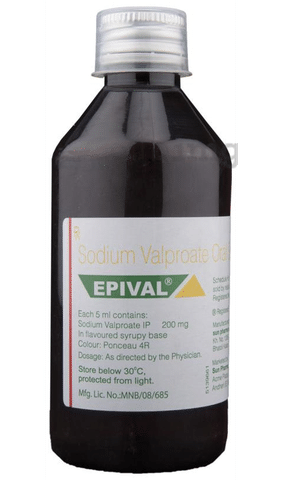 Sodium Valproate Oral
EPIVAL®
Each 5 ml contains:
Sodium Valproate IP 200 mg
In flavoured syrupy base
Colour: Ponceau 4R
Dosage: As directed by the Physician.
Store below 30°C,
protected from light.
Mfg. Lic. No.:MNB/08/685